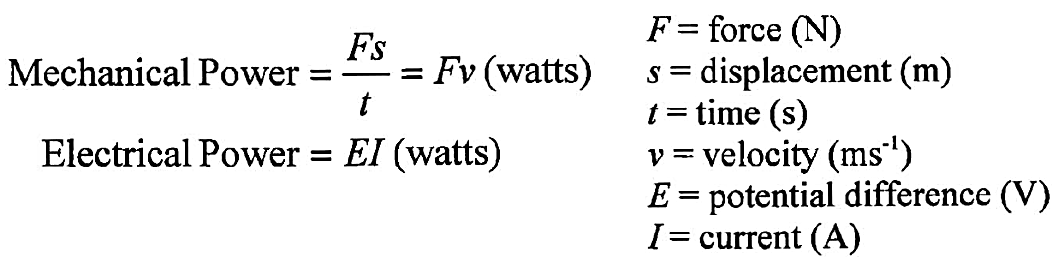 Mechanical Power = Fs/t = Fv (watts)
Electrical Power = EI (watts)
F = force (N)
s = displacement (m)
t = time (s)
v = velocity (ms⁻¹)
E = potential difference (V)
I = current (A)